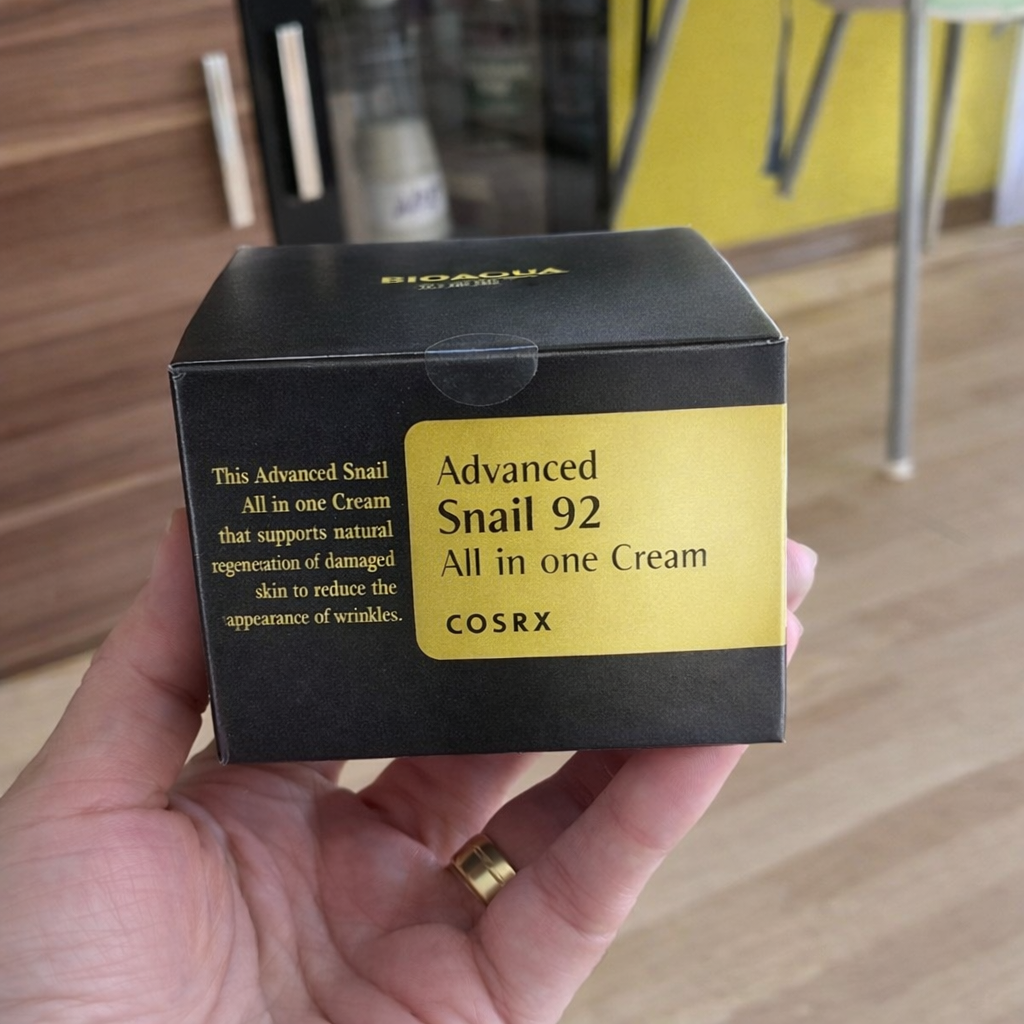 BIOAQUA
This Advanced Snail
All in one Cream
that supports natural
regenetation of damaged
skin to reduce the
appearance of wrinkles.
Advanced
Snail 92
All in one Cream
COSRX